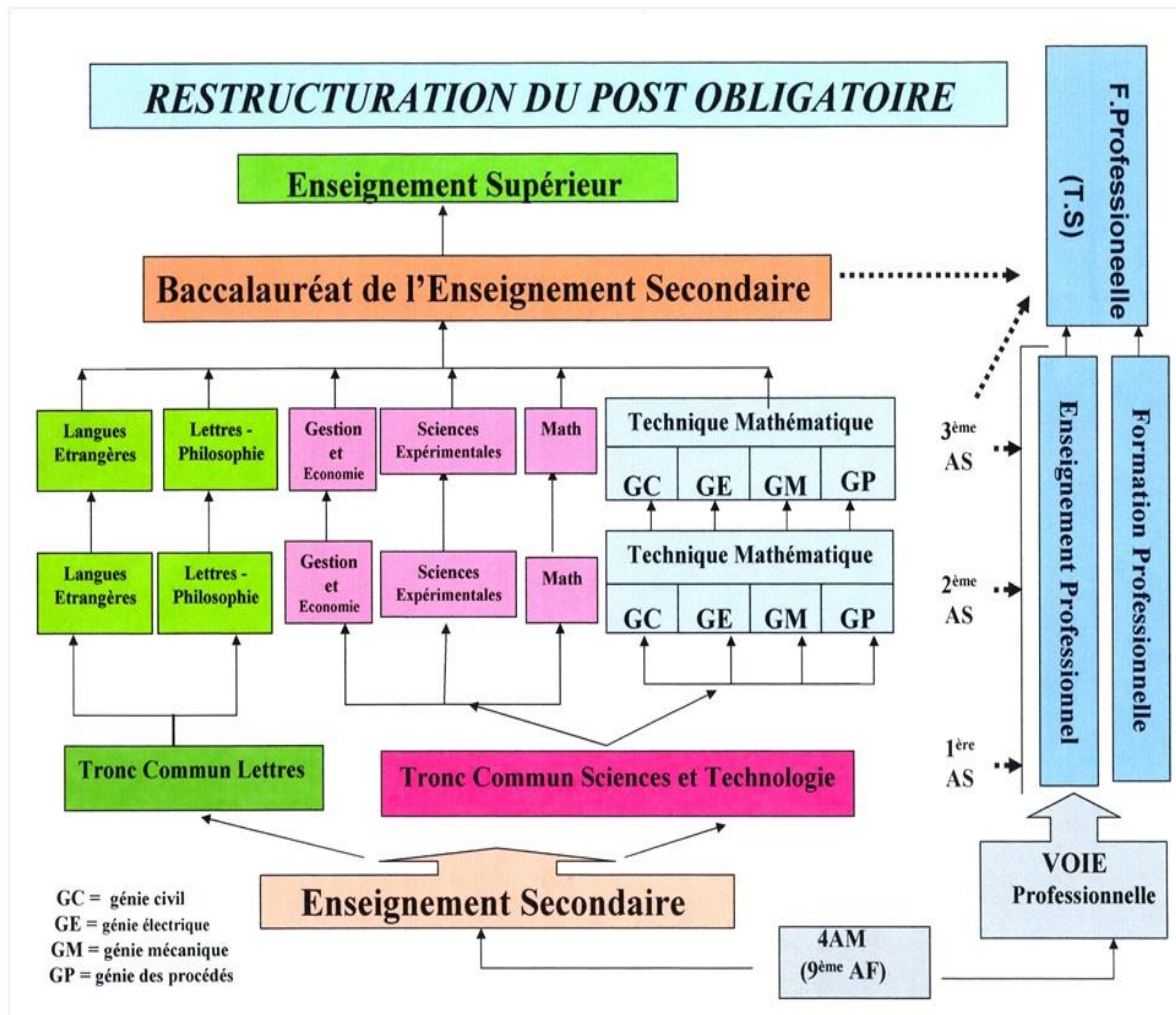 RESTRUCTURATION DU POST OBLIGATOIRE
Enseignement Supérieur
Baccalauréat de l'Enseignement Secondaire
F.Professioneelle
(T.S)
Langues
Etrangères
Lettres -
Philosophie
Gestion
et
Economie
Sciences
Expérimentales
Math
Technique Mathématique
GC GE GM GP
3ème
AS
Langues
Etrangères
Lettres -
Philosophie
Gestion
et
Economie
Sciences
Expérimentales
Math
Technique Mathématique
GC GE GM GP
2ème
AS
Enseignement Professionnel
Formation Professionnelle
Tronc Commun Lettres
Tronc Commun Sciences et Technologie
1ère
AS
VOIE
Professionnelle
Enseignement Secondaire
4AM
(9ème AF)
GC = génie civil
GE = génie électrique
GM = génie mécanique
GP = génie des procédés